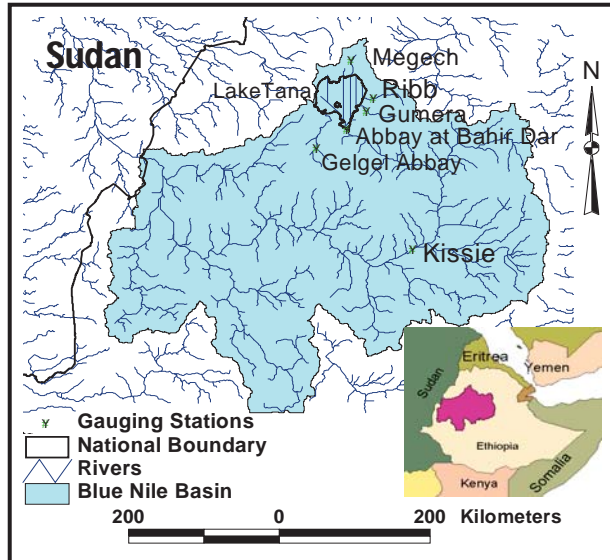 Sudan
Megech
LakeTana
Ribb
Gumera
Abbay at Bahir Dar
Gelgel Abbay
Kissie
N
Gauging Stations
National Boundary
Rivers
Blue Nile Basin
200 0 200 Kilometers
Eritrea
Yemen
Sudan
Ethiopia
Somalia
Kenya